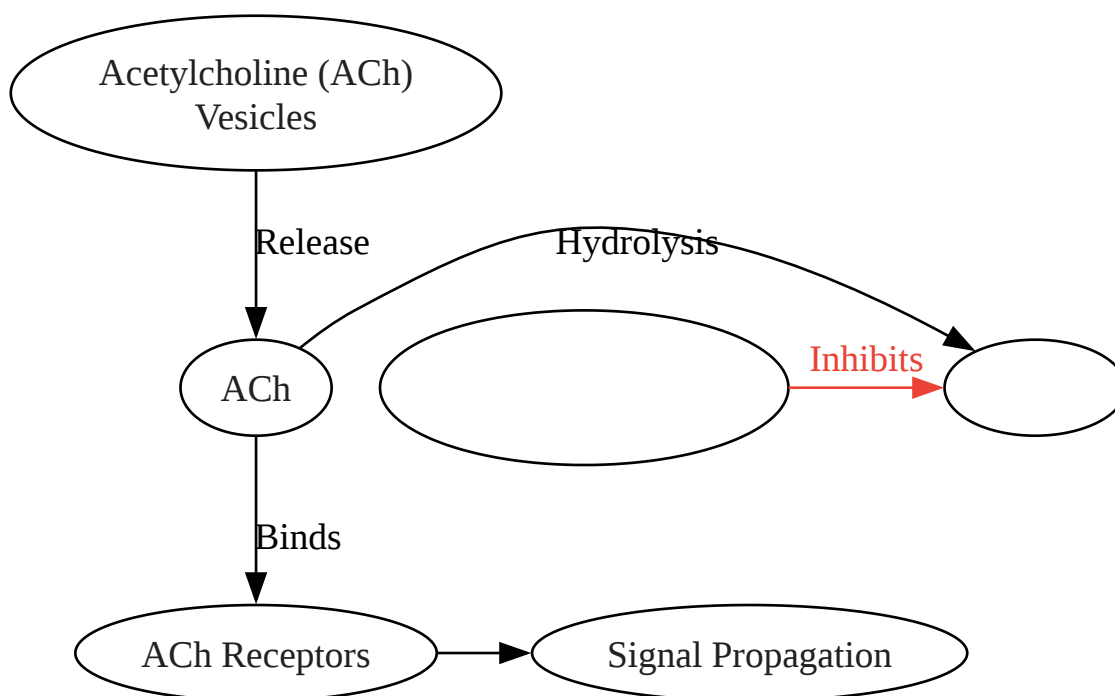 Acetylcholine (ACh)
Vesicles
Release
Hydrolysis
ACh
Inhibits
Binds
ACh Receptors
Signal Propagation